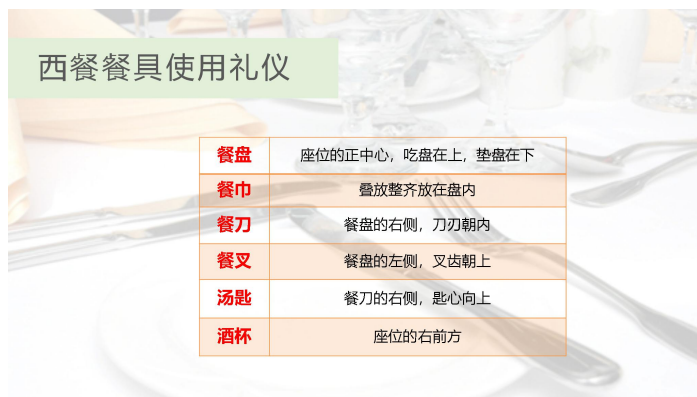 西餐餐具使用礼仪
餐盘 座位的正中心，吃盘在上，垫盘在下
餐巾 叠放整齐放在盘内
餐刀 餐盘的右侧，刀刃朝内
餐叉 餐盘的左侧，叉齿朝上
汤匙 餐刀的右侧，匙心向上
酒杯 座位的右前方